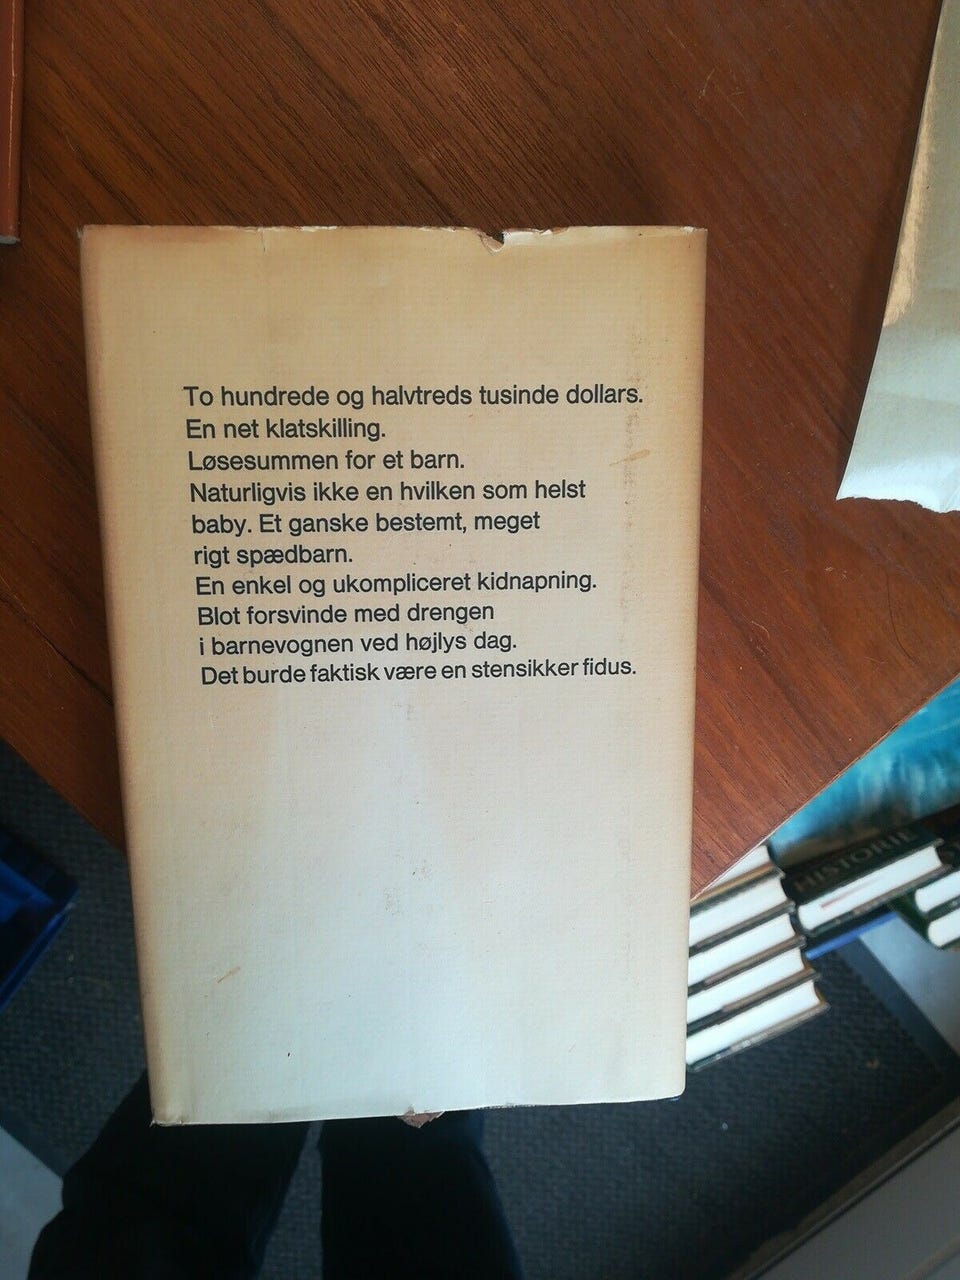 To hundrede og halvtreds tusinde dollars.
En net klatskilling.
Løsesummen for et barn.
Naturligvis ikke en hvilken som helst
baby. Et ganske bestemt, meget
rigt spædbarn.
En enkel og ukompliceret kidnapning.
Blot forsvinde med drengen
i barnevognen ved højlys dag.
Det burde faktisk være en stensikker fidus.
HISTORIE